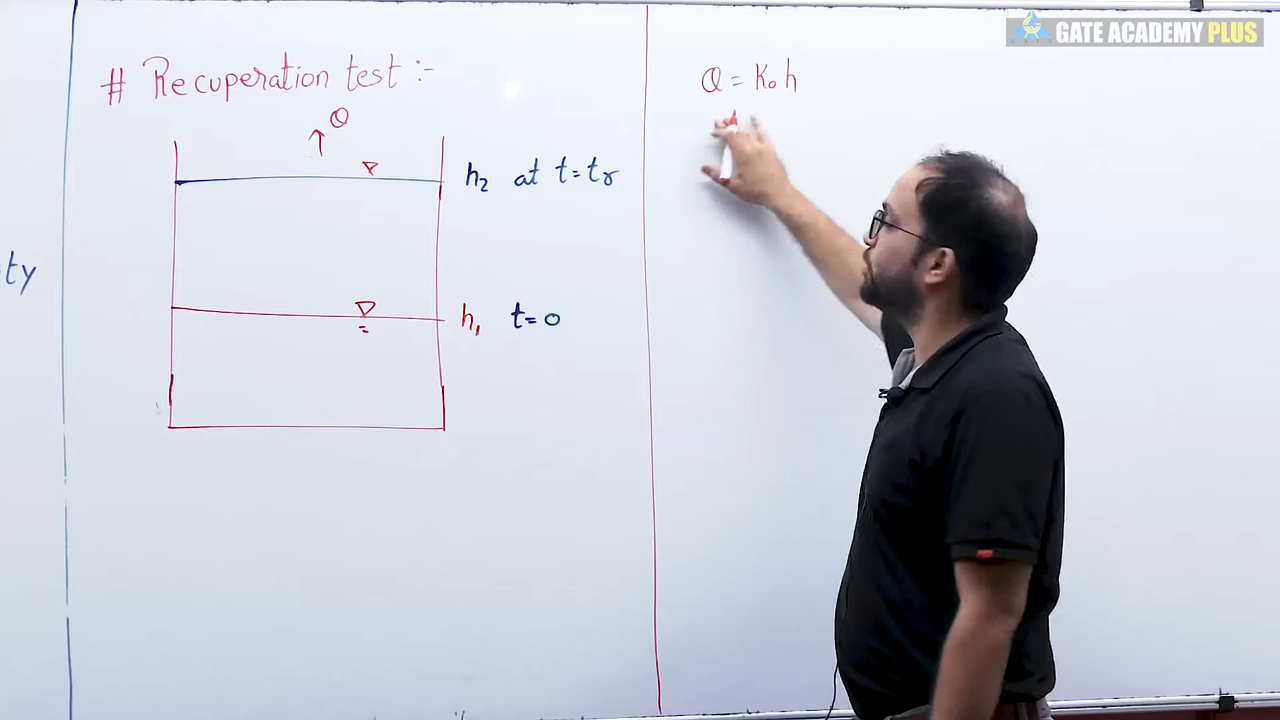 GATE ACADEMY PLUS
# Recuperation test :-
Q = K₀ h
↑ Q
h₂ at t = tᵣ
h₁ t = 0
ty